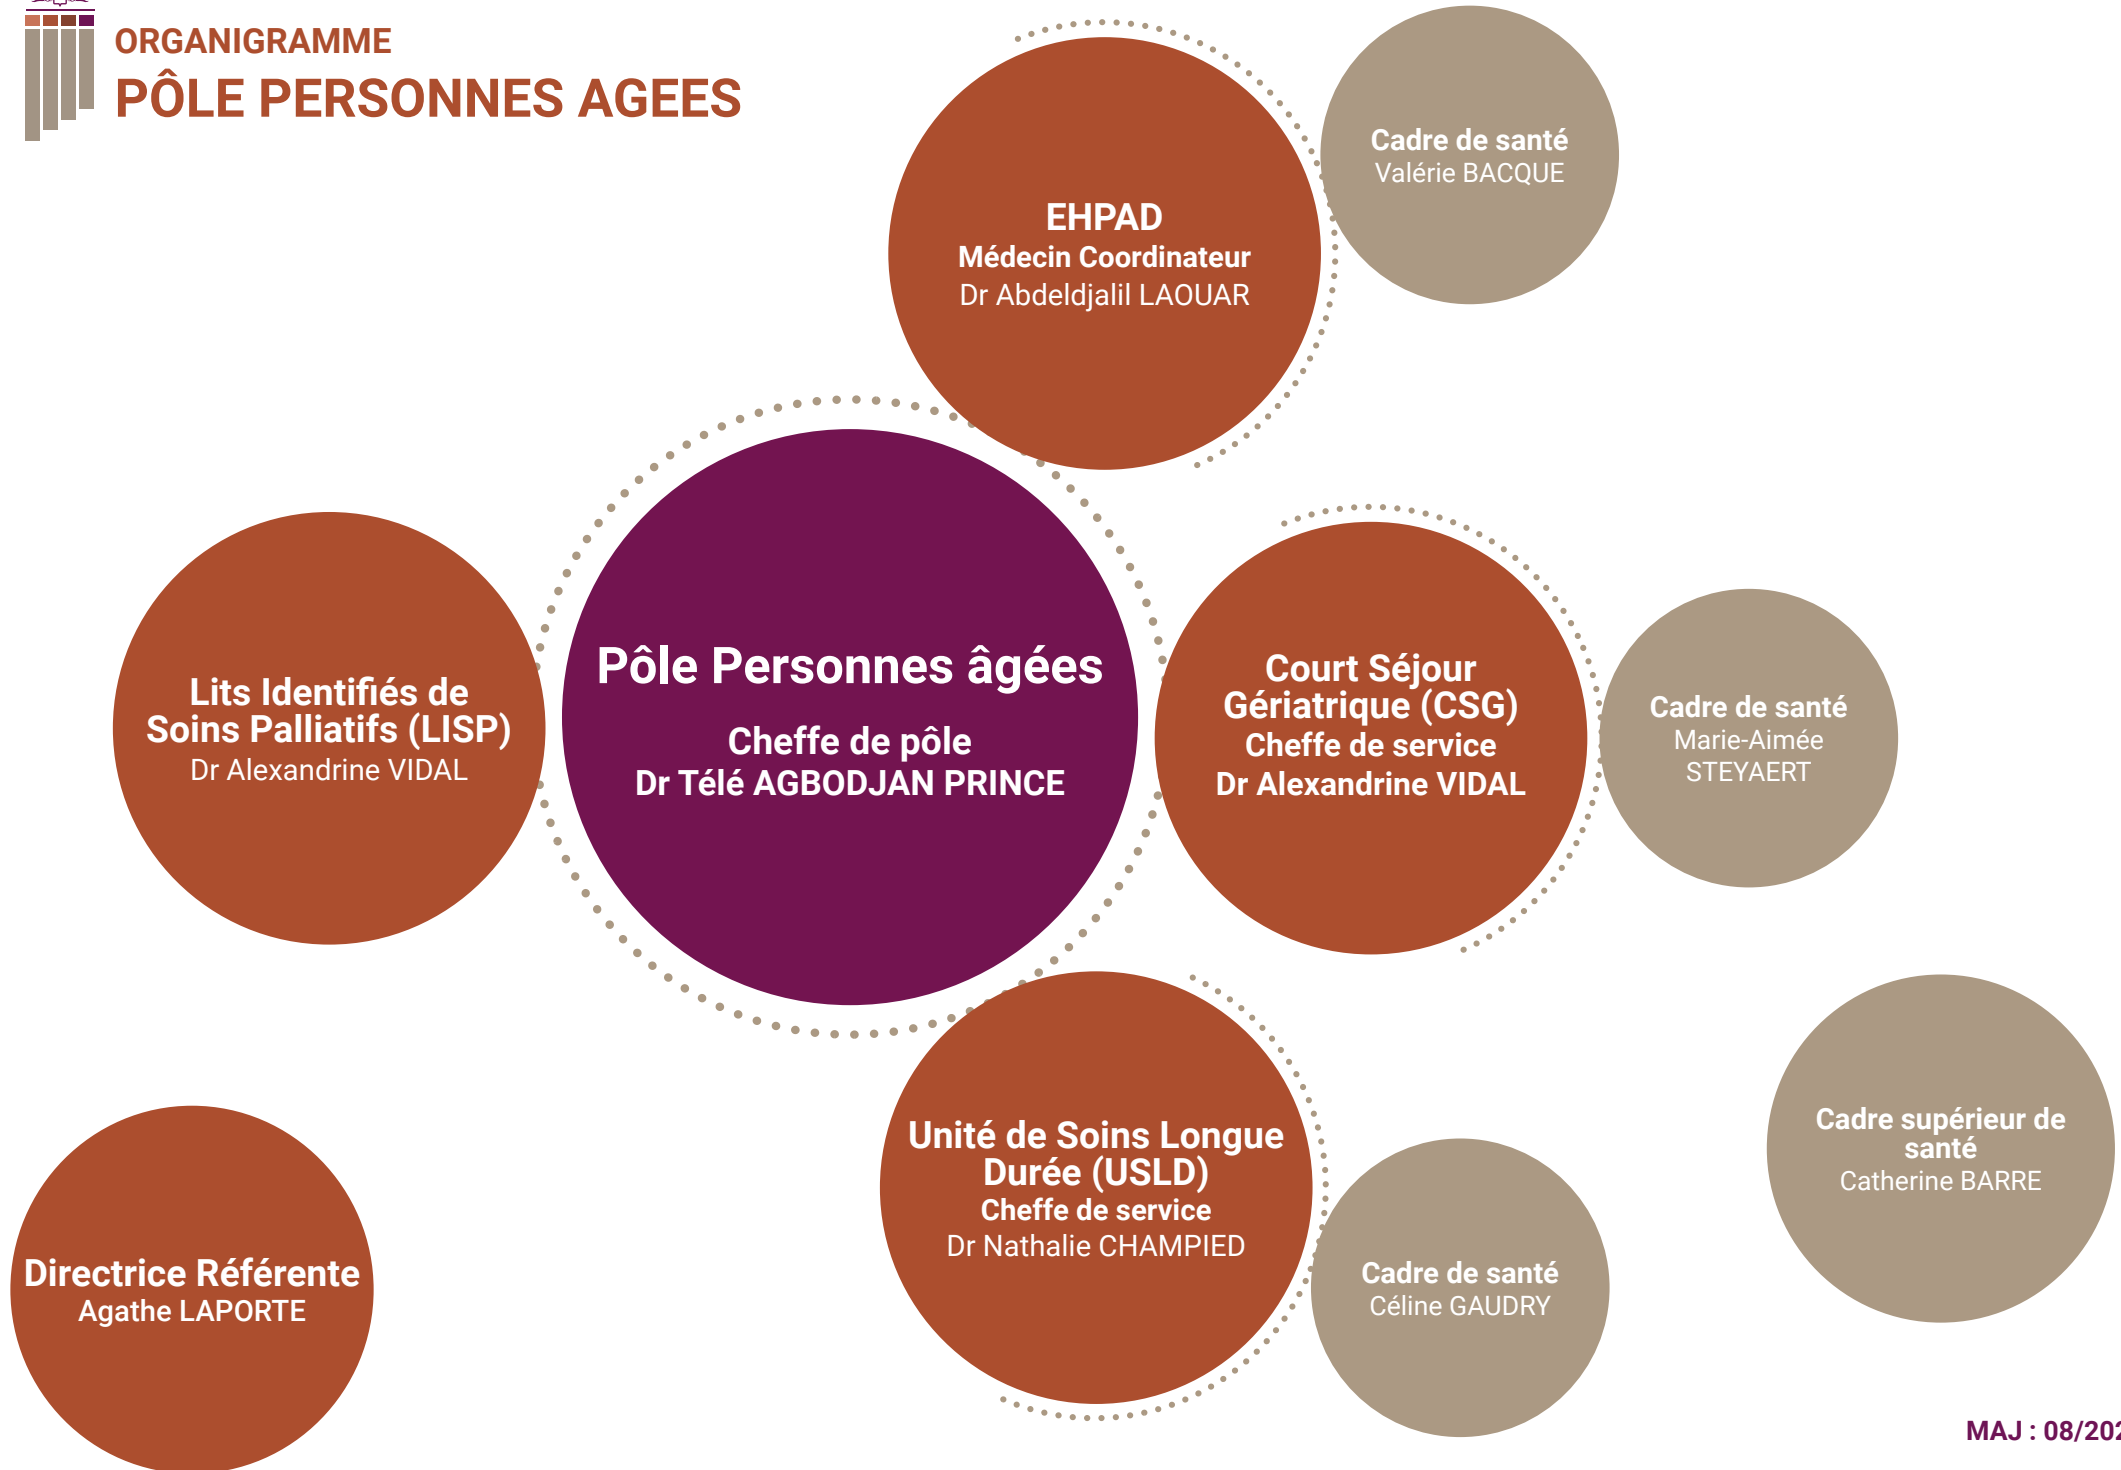 ORGANIGRAMME
PÔLE PERSONNES AGEES
Cadre de santé
Valérie BACQUE
EHPAD
Médecin Coordinateur
Dr Abdeldjalil LAOUAR
Lits Identifiés de
Soins Palliatifs (LISP)
Dr Alexandrine VIDAL
Pôle Personnes âgées
Cheffe de pôle
Dr Télé AGBODJAN PRINCE
Court Séjour
Gériatrique (CSG)
Cheffe de service
Dr Alexandrine VIDAL
Cadre de santé
Marie-Aimée
STEYAERT
Unité de Soins Longue
Durée (USLD)
Cheffe de service
Dr Nathalie CHAMPIED
Cadre de santé
Céline GAUDRY
Cadre supérieur de
santé
Catherine BARRE
Directrice Référente
Agathe LAPORTE
MAJ : 08/202